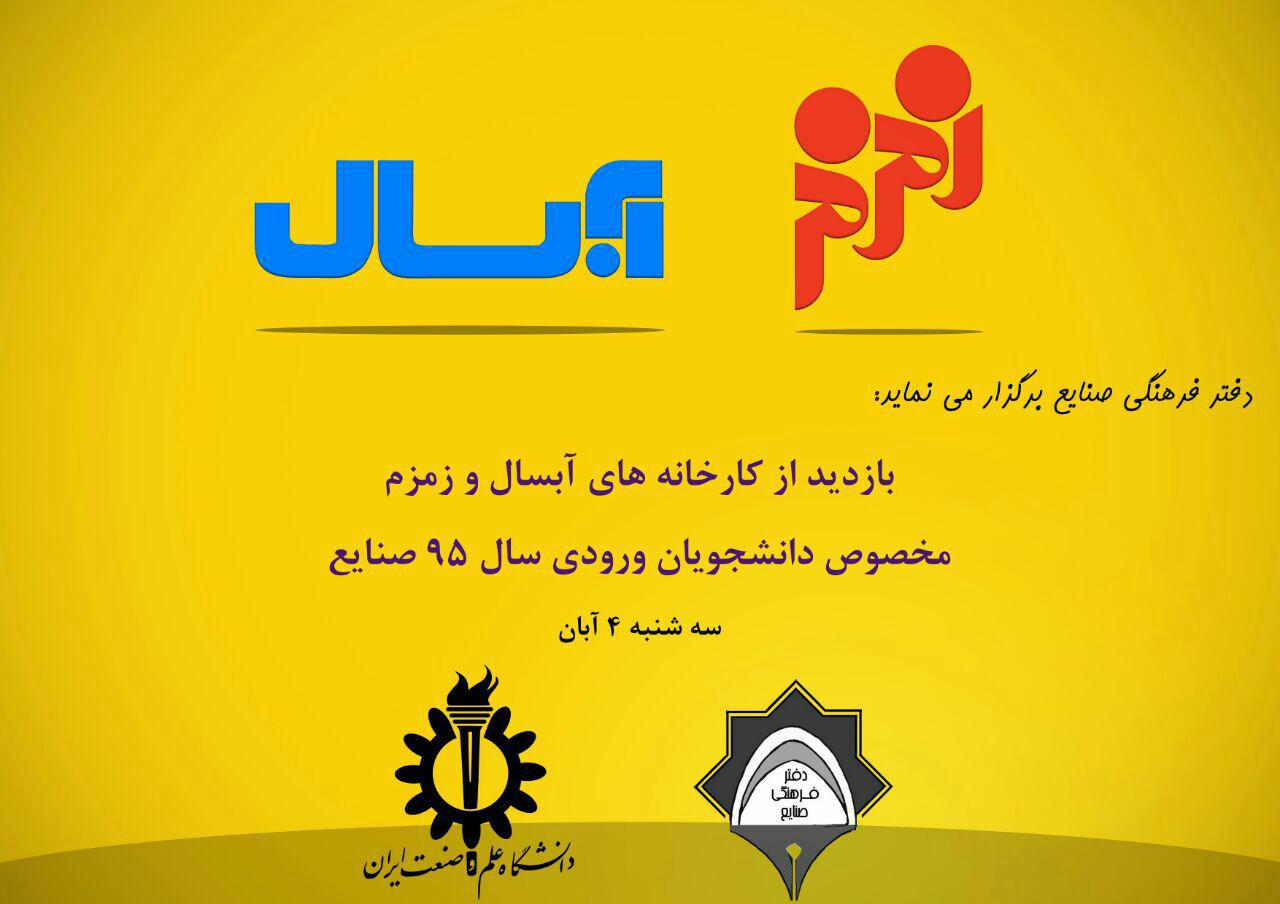 زمزم
آبسال
دفتر فرهنگی صنایع برگزار می نماید:
بازدید از کارخانه های آبسال و زمزم
مخصوص دانشجویان ورودی سال ۹۵ صنایع
سه شنبه ۴ آبان
دفتر
فرهنگی
صنایع
دانشگاه علم و صنعت ایران